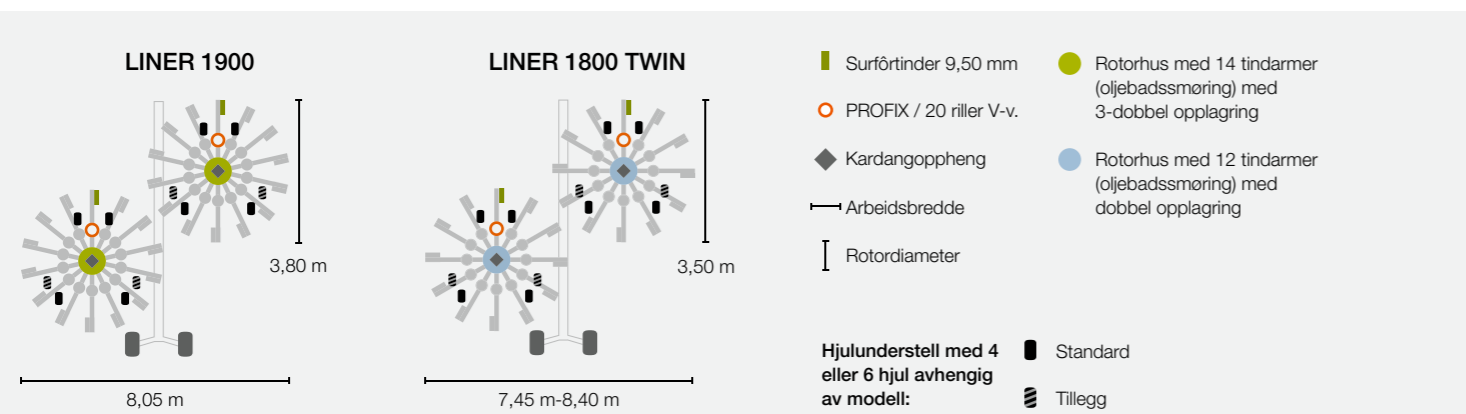 LINER 1900
3,80 m
8,05 m
LINER 1800 TWIN
3,50 m
7,45 m-8,40 m
Surfôrtinder 9,50 mm
PROFIX / 20 riller V-v.
Kardangoppheng
Arbeidsbredde
Rotordiameter
Rotorhus med 14 tindarmer
(oljebadssmøring) med
3-dobbel opplagring
Rotorhus med 12 tindarmer
(oljebadssmøring) med
dobbel opplagring
Hjulunderstell med 4
eller 6 hjul avhengig
av modell:
Standard
Tillegg